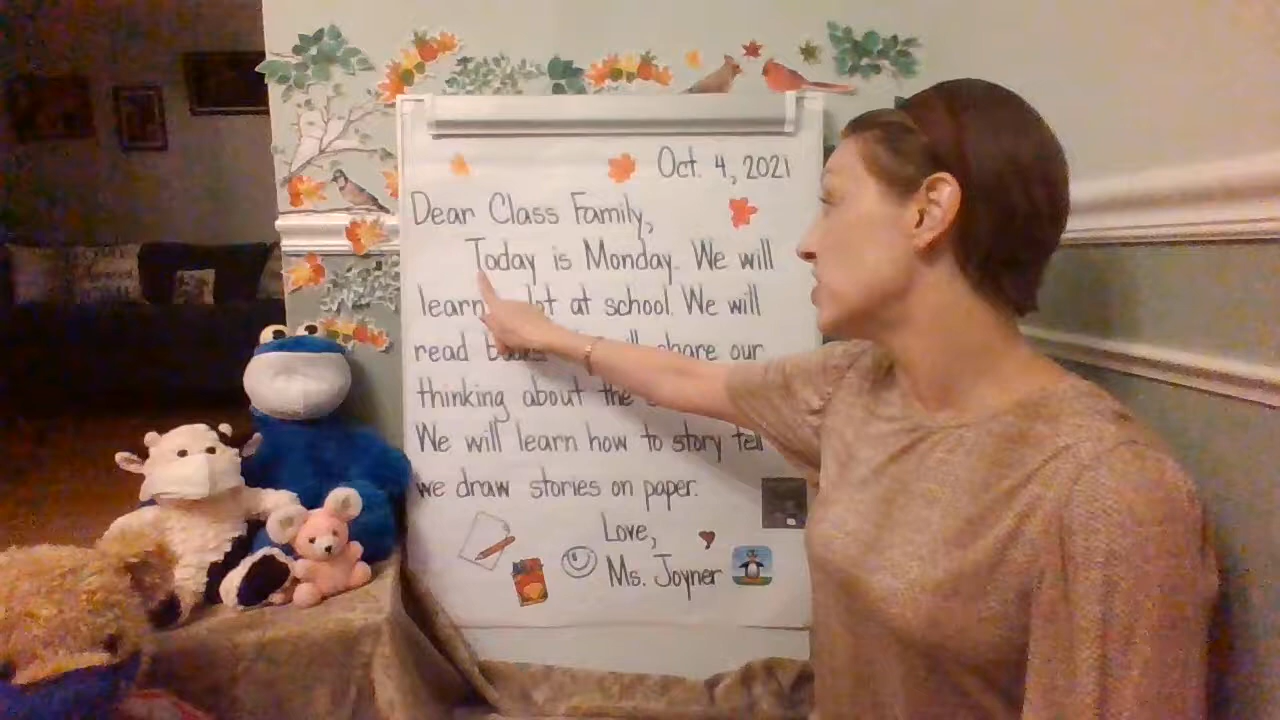 Oct. 4, 2021
Dear Class Family,
Today is Monday. We will
learn lot at school. We will
read books share our
thinking about the
We will learn how to story tell
we draw stories on paper.
Love,
Ms. Joyner